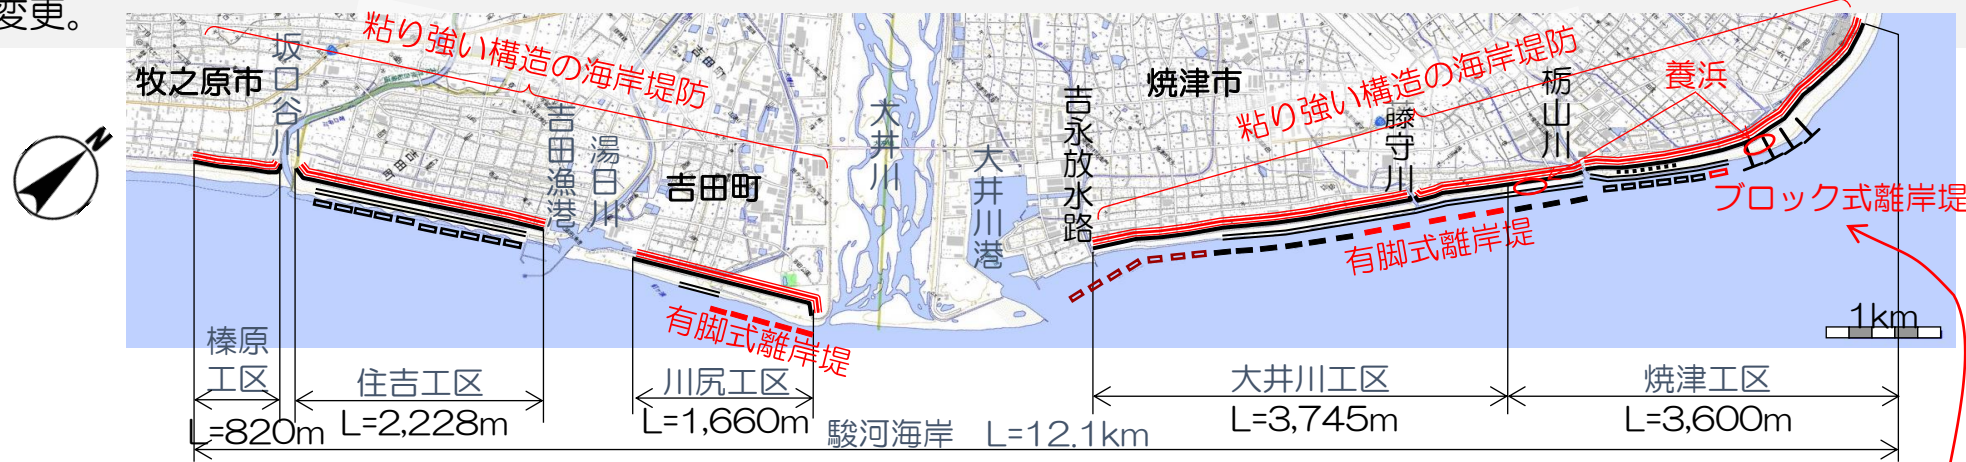 変更。
粘り強い構造の海岸堤防
牧之原市
坂口谷川
吉田漁港
湯日川
吉田町
大井川
大井川港
吉永放水路
焼津市
粘り強い構造の海岸堤防
藤守川
栃山川
養浜
ブロック式離岸堤
有脚式離岸堤
有脚式離岸堤
N
1km
榛原
工区
L=820m
住吉工区
L=2,228m
川尻工区
L=1,660m
大井川工区
L=3,745m
焼津工区
L=3,600m
駿河海岸 L=12.1km